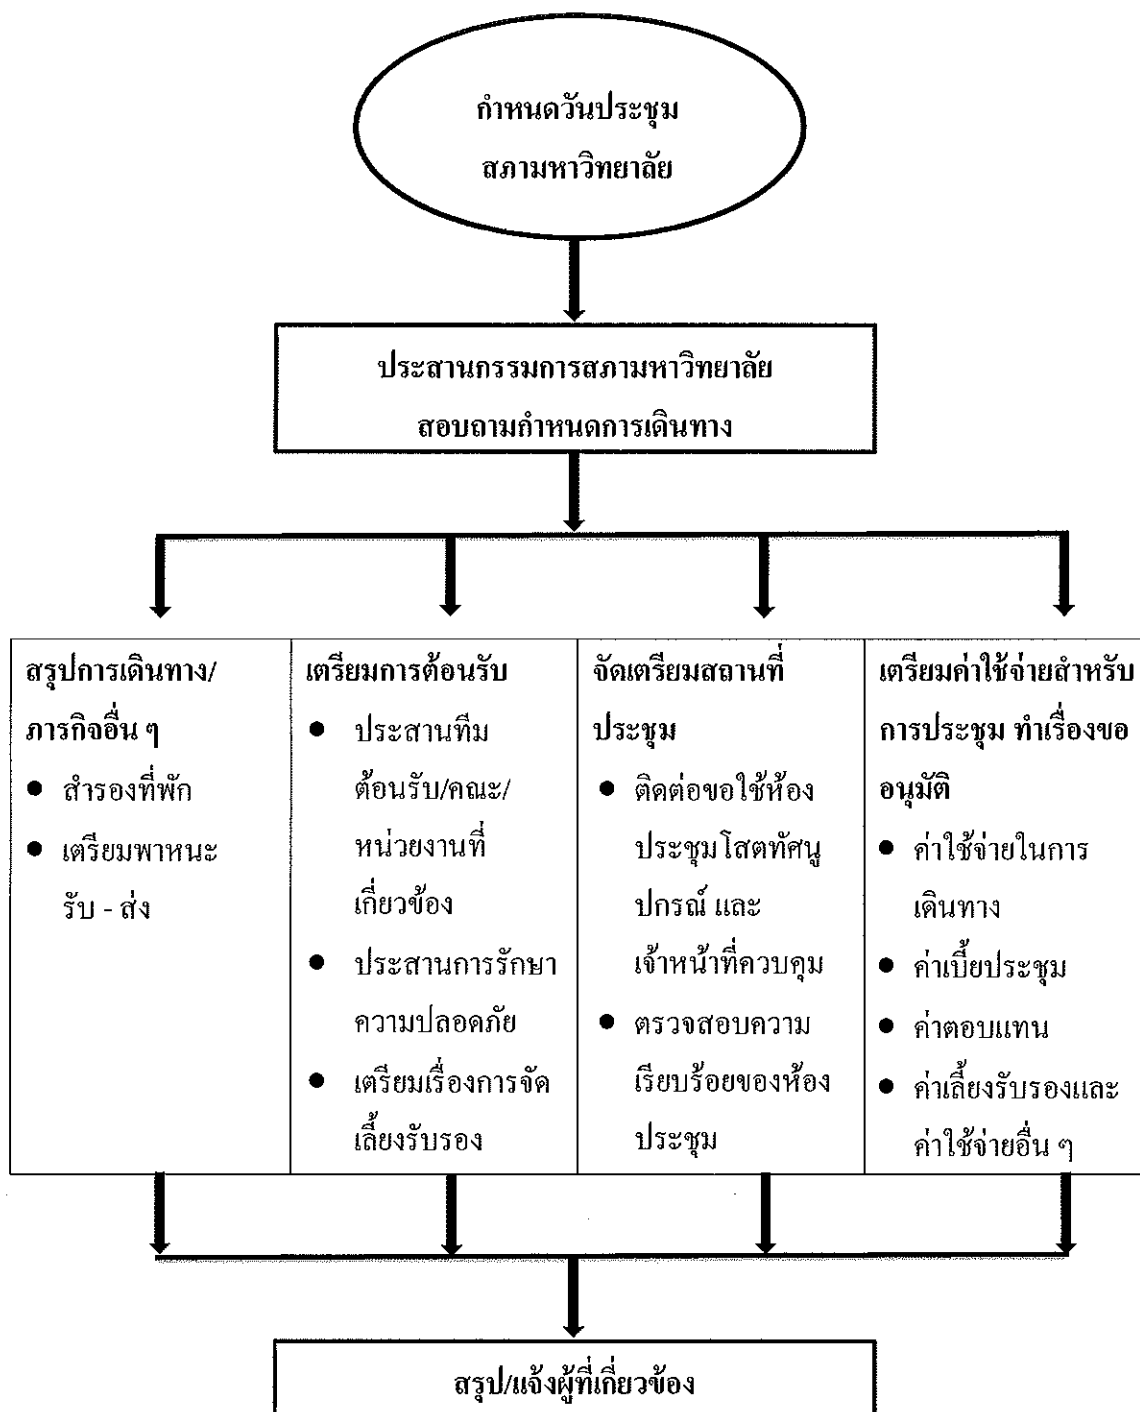 กำหนดวันประชุม
สภามหาวิทยาลัย
ประสานกรรมการสภามหาวิทยาลัย
สอบถามกำหนดการเดินทาง
สรุปการเดินทาง/
ภารกิจอื่น ๆ
● สำรองที่พัก
● เตรียมพาหนะ
รับ - ส่ง
เตรียมการต้อนรับ
● ประสานทีม
ต้อนรับ/คณะ/
หน่วยงานที่
เกี่ยวข้อง
● ประสานการรักษา
ความปลอดภัย
● เตรียมเรื่องการจัด
เลี้ยงรับรอง
จัดเตรียมสถานที่
ประชุม
● ติดต่อขอใช้ห้อง
ประชุมโสตทัศนู
ปกรณ์ และ
เจ้าหน้าที่ควบคุม
● ตรวจสอบความ
เรียบร้อยของห้อง
ประชุม
เตรียมค่าใช้จ่ายสำหรับ
การประชุม ทำเรื่องขอ
อนุมัติ
● ค่าใช้จ่ายในการ
เดินทาง
● ค่าเบี้ยประชุม
● ค่าตอบแทน
● ค่าเลี้ยงรับรองและ
ค่าใช้จ่ายอื่น ๆ
สรุป/แจ้งผู้ที่เกี่ยวข้อง